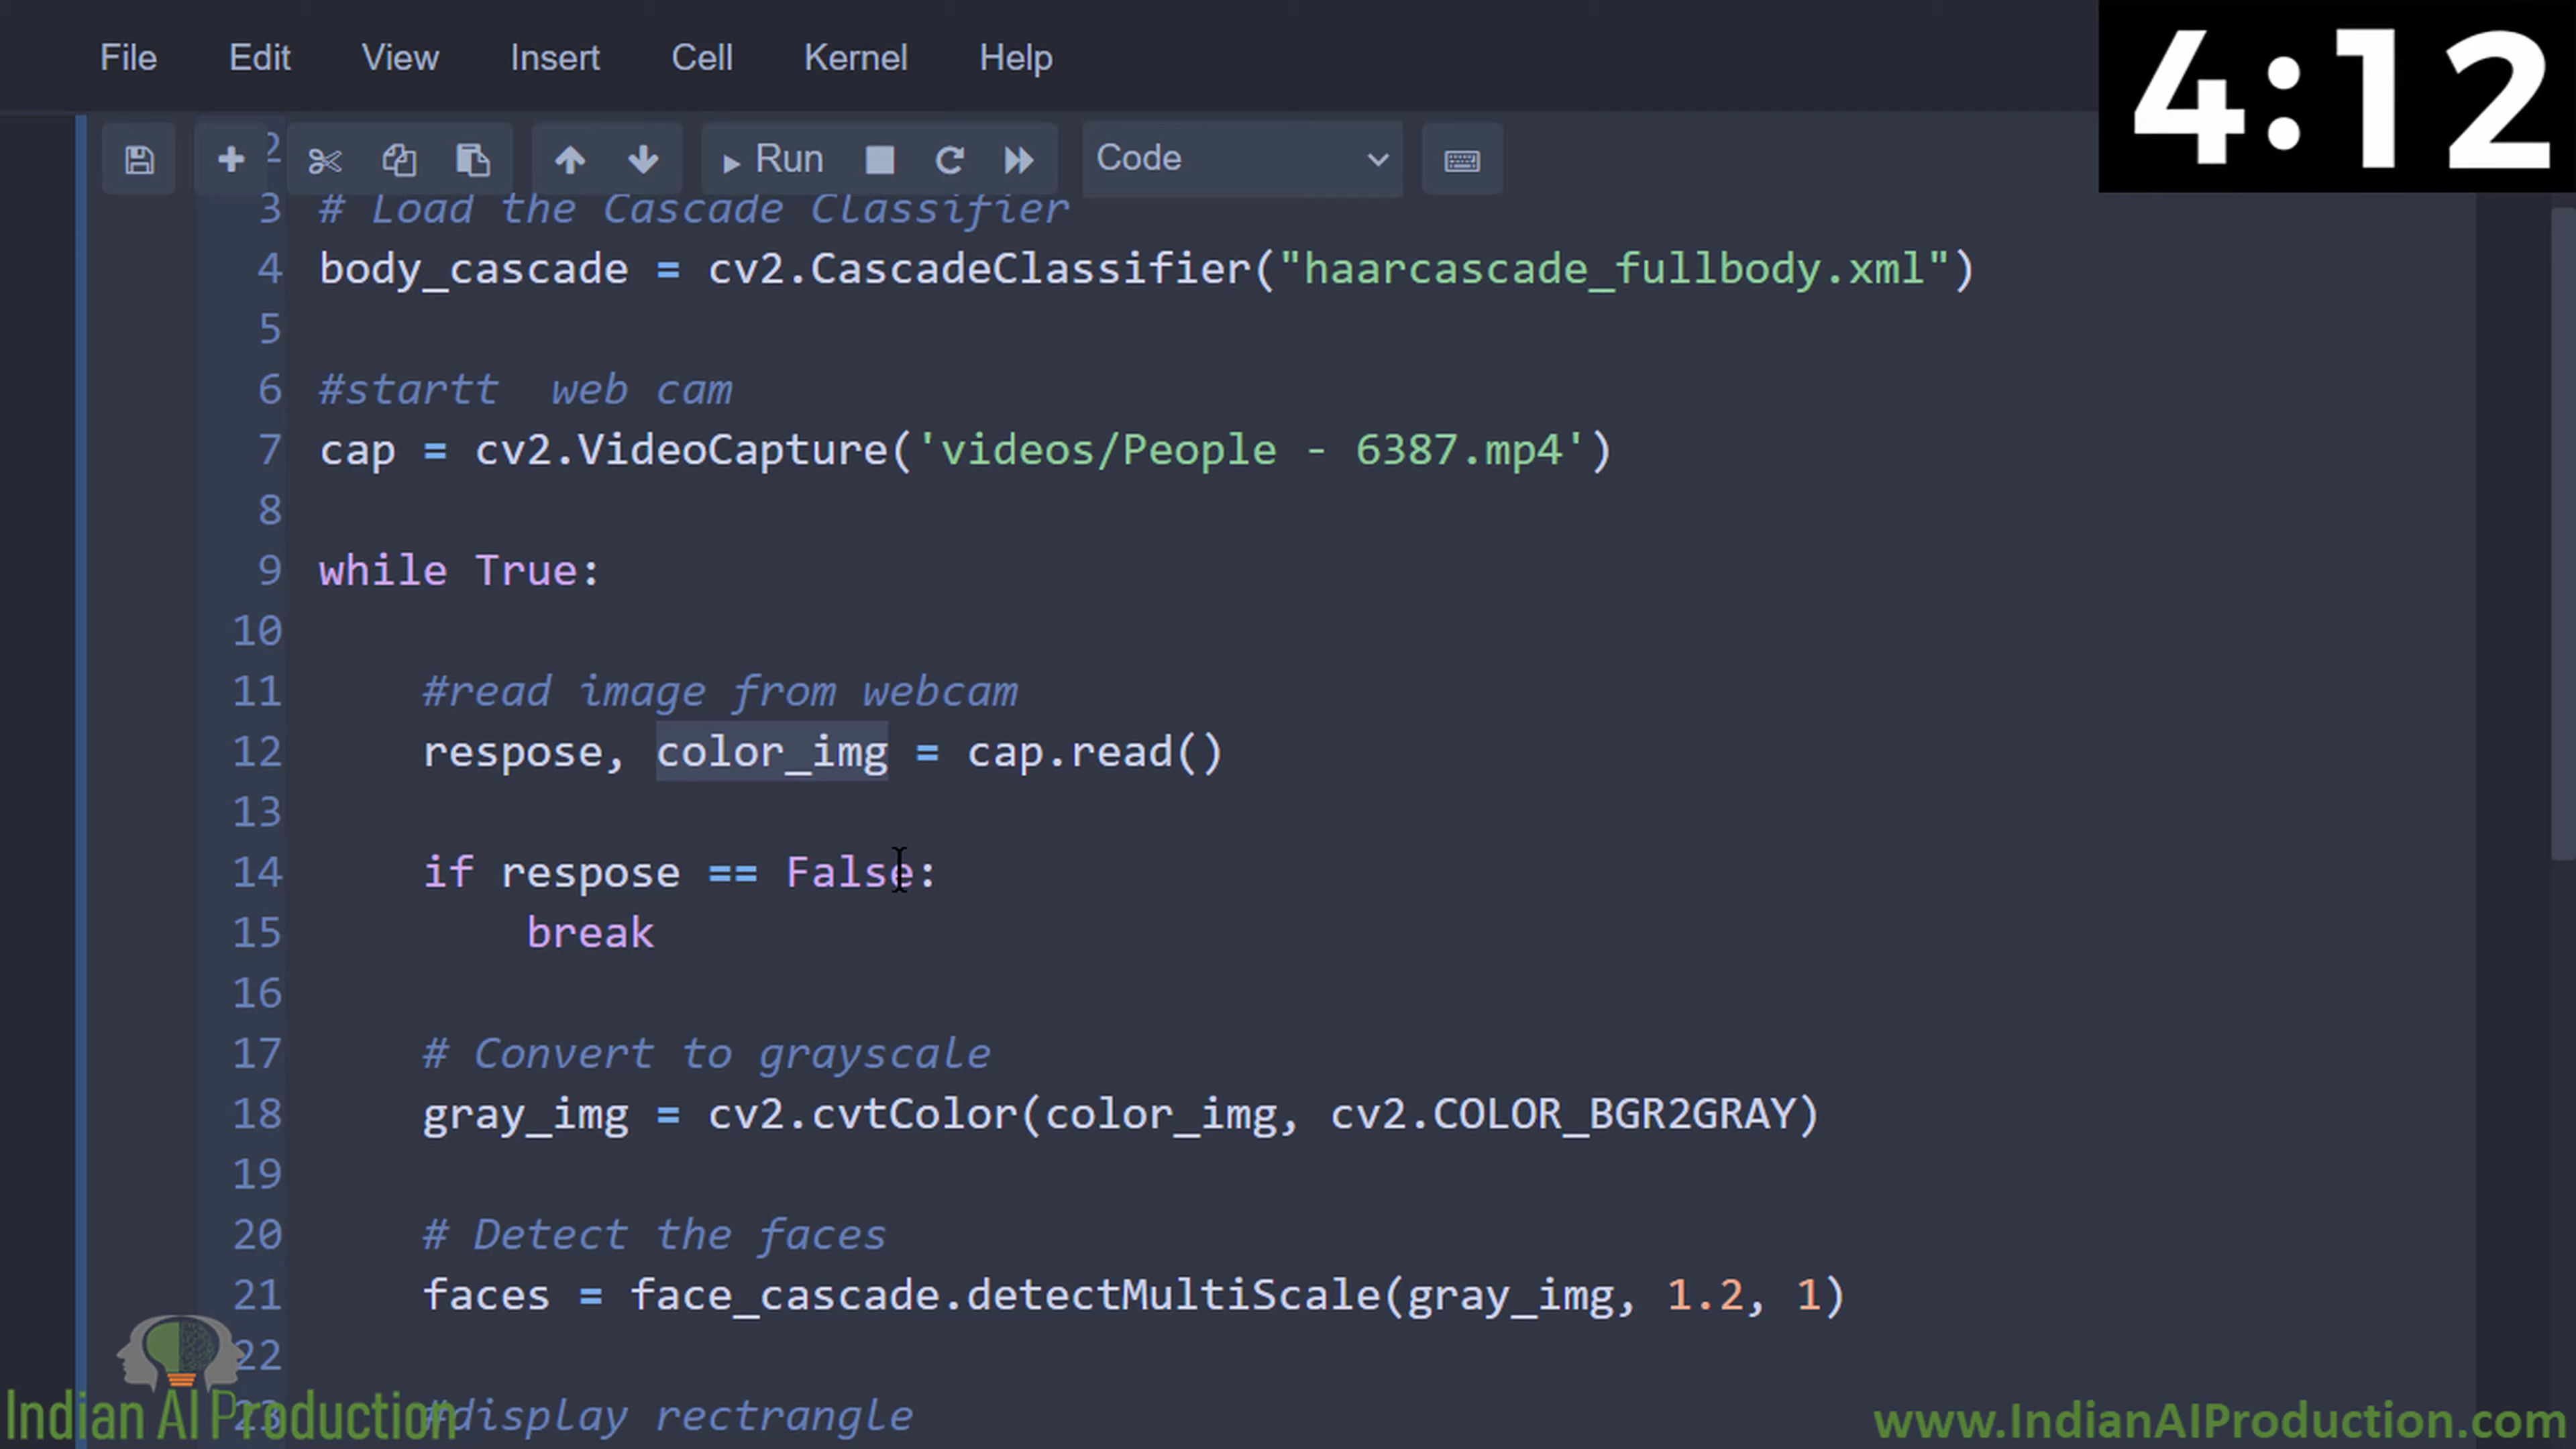 File Edit View Insert Cell Kernel Help
4:12
Run Code
2
3 # Load the Cascade Classifier
4 body_cascade = cv2.CascadeClassifier("haarcascade_fullbody.xml")
5
6 #startt  web cam
7 cap = cv2.VideoCapture('videos/People - 6387.mp4')
8
9 while True:
10
11     #read image from webcam
12     respose, color_img = cap.read()
13
14     if respose == False:
15         break
16
17     # Convert to grayscale
18     gray_img = cv2.cvtColor(color_img, cv2.COLOR_BGR2GRAY)
19
20     # Detect the faces
21     faces = face_cascade.detectMultiScale(gray_img, 1.2, 1)
22
23     #display rectrangle
Indian AI Production
www.IndianAIProduction.com